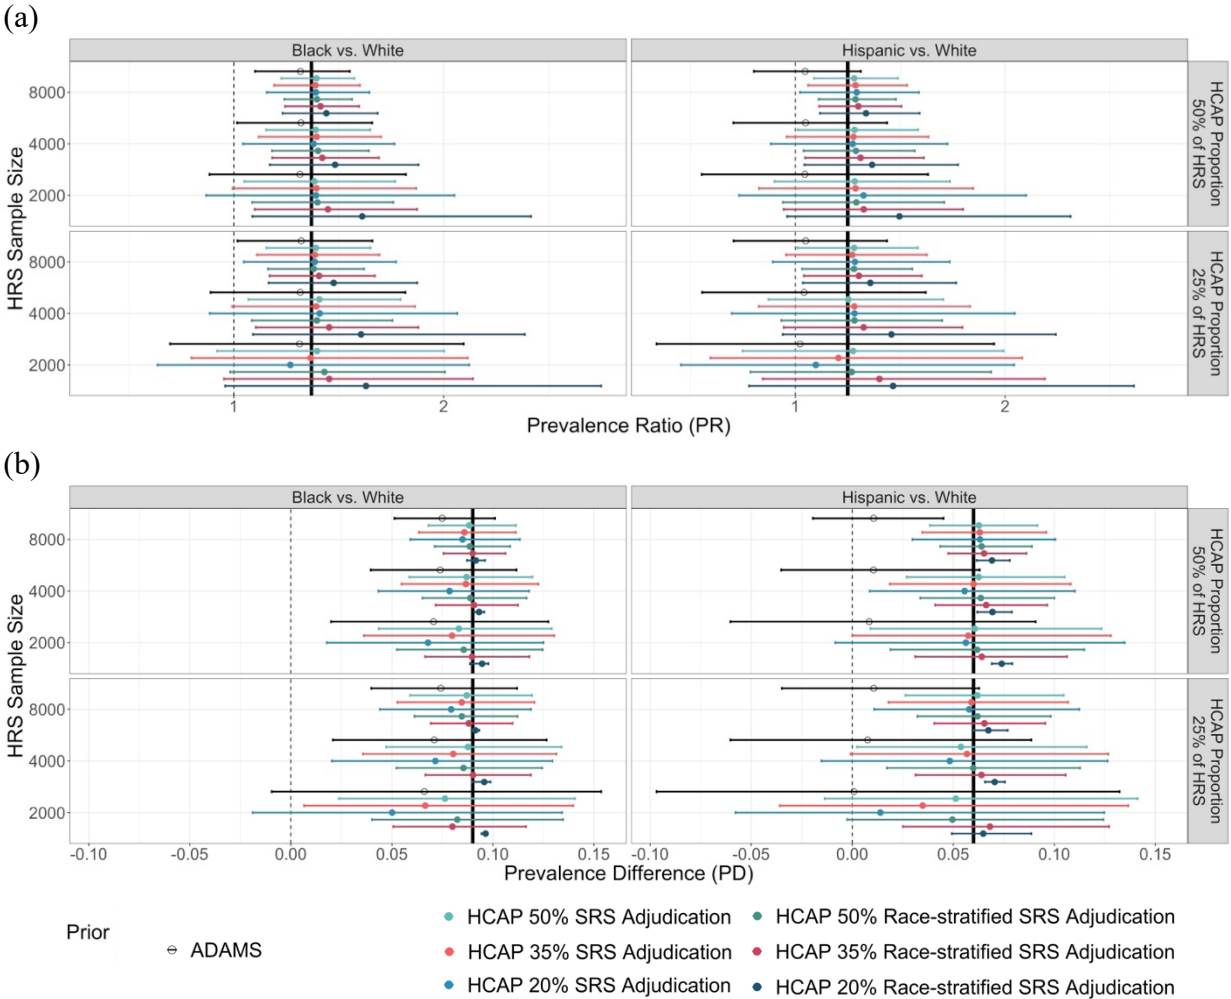 (a)
Black vs. White
Hispanic vs. White
HRS Sample Size
8000
4000
2000
HCAP Proportion
50% of HRS
8000
4000
2000
HCAP Proportion
25% of HRS
1
2
1
2
Prevalence Ratio (PR)
(b)
Black vs. White
Hispanic vs. White
HRS Sample Size
8000
4000
2000
HCAP Proportion
50% of HRS
8000
4000
2000
HCAP Proportion
25% of HRS
-0.10
-0.05
0.00
0.05
0.10
0.15
-0.10
-0.05
0.00
0.05
0.10
0.15
Prevalence Difference (PD)
Prior
ADAMS
HCAP 50% SRS Adjudication
HCAP 35% SRS Adjudication
HCAP 20% SRS Adjudication
HCAP 50% Race-stratified SRS Adjudication
HCAP 35% Race-stratified SRS Adjudication
HCAP 20% Race-stratified SRS Adjudication